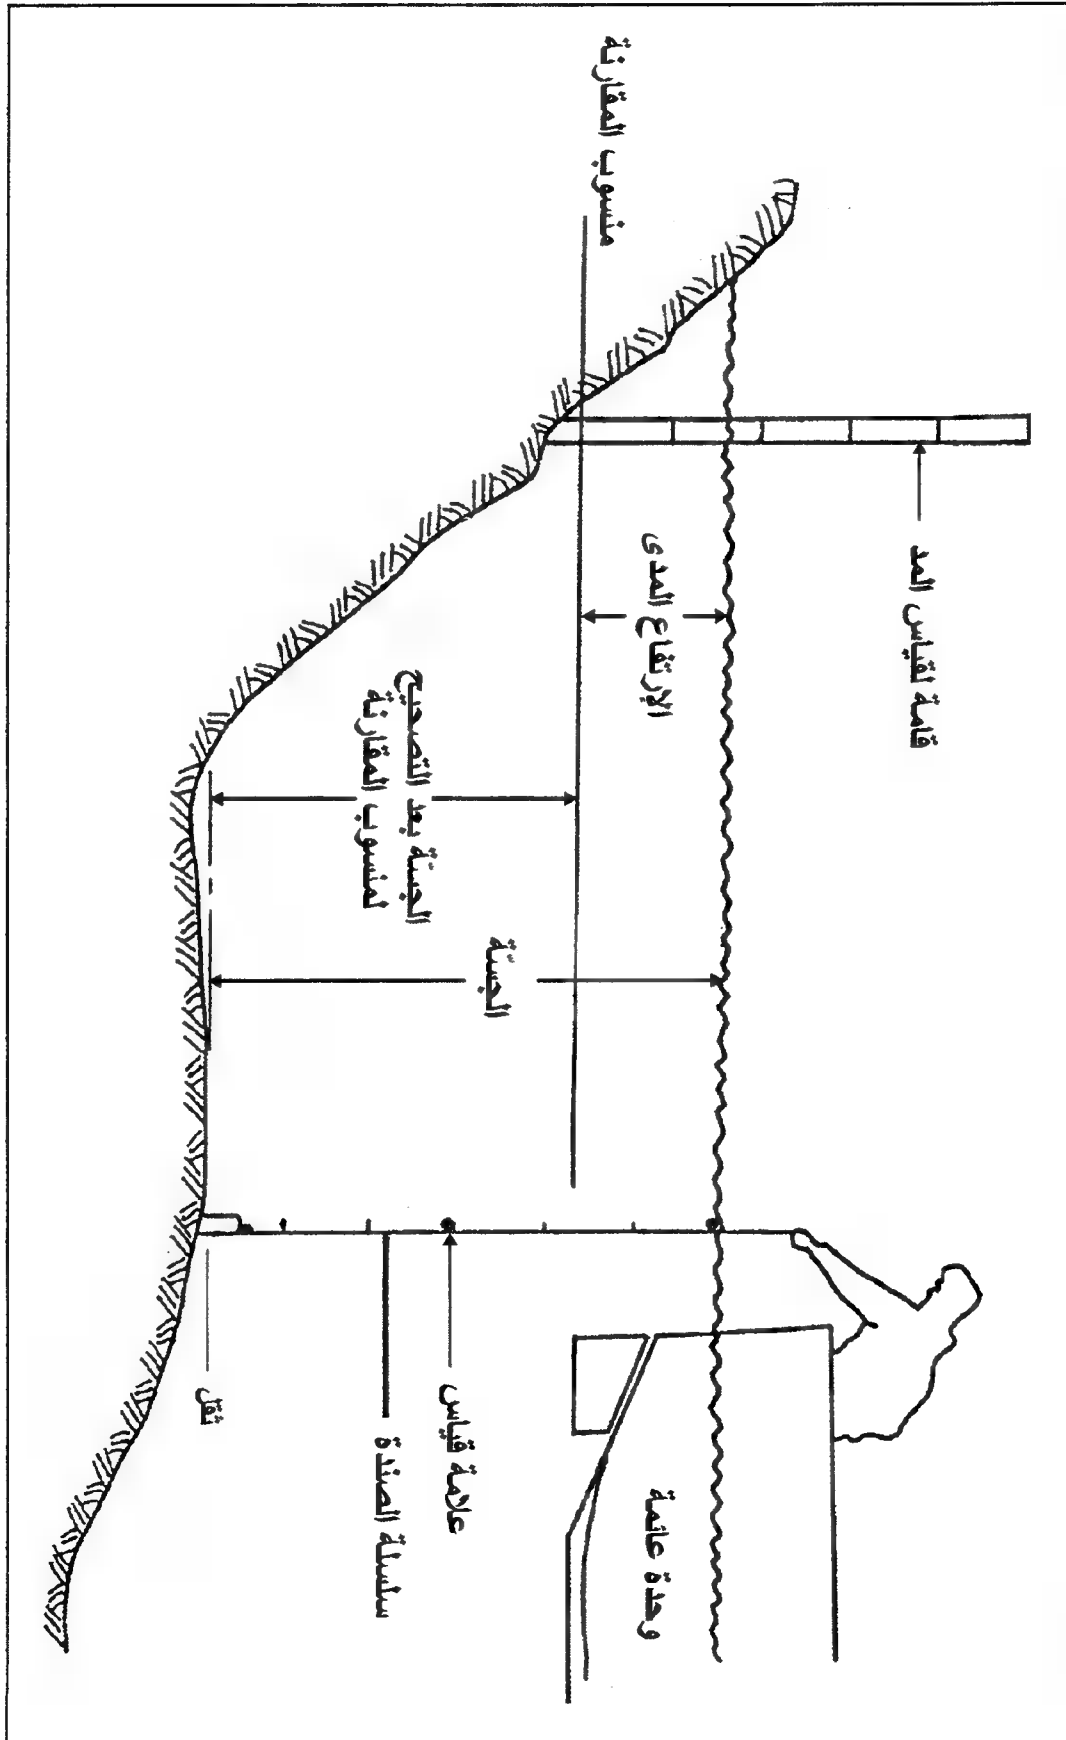 منسوب المقارنة
قامة لقياس المد
الإرتفاع المدى
الجسة بعد التصحيح
لمنسوب المقارنة
الجسة
ثقل
علامة قياس
سلسلة الصندة
وحدة عائمة